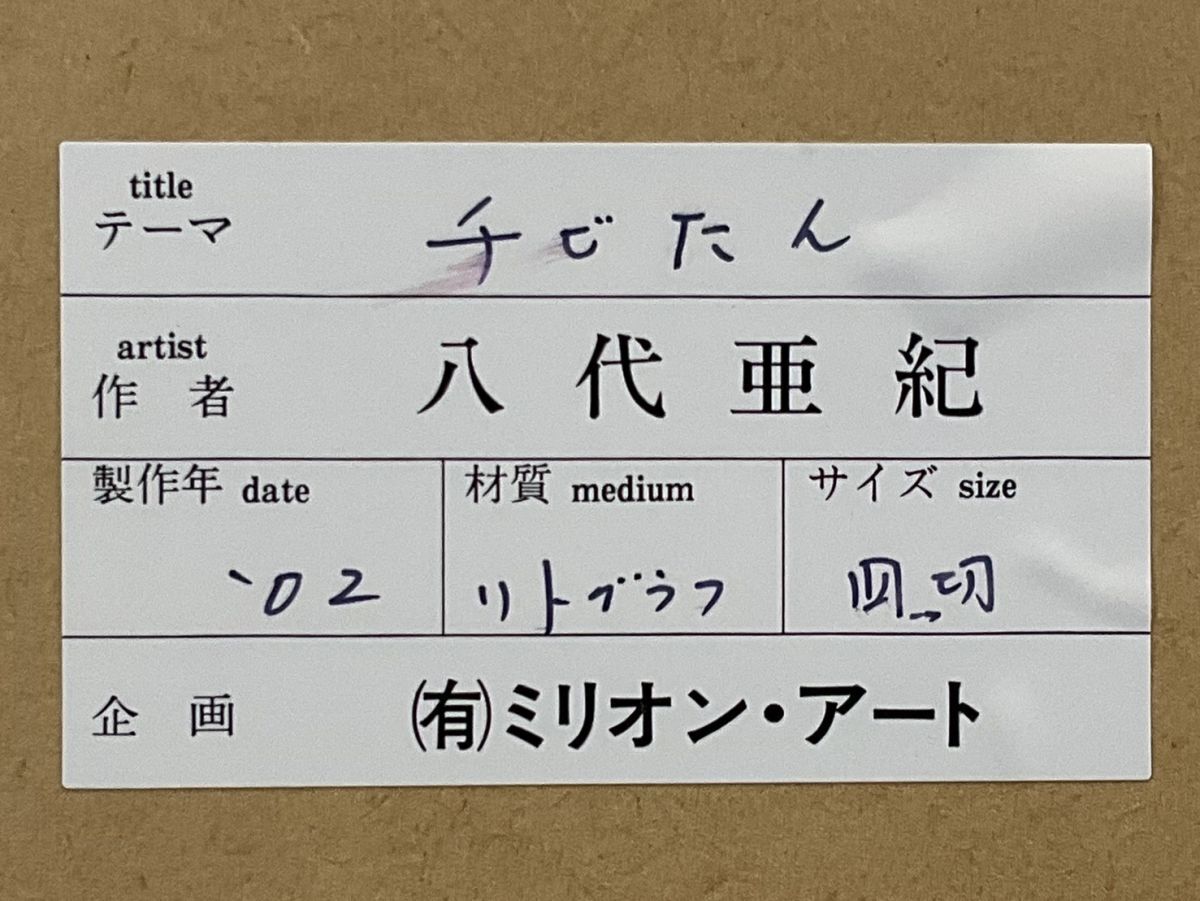 title
テーマ
チビたん
artist
作者
八代亜紀
製作年 date
'02
材質 medium
リトグラフ
サイズ size
四ッ切
企画
㈲ミリオン・アート